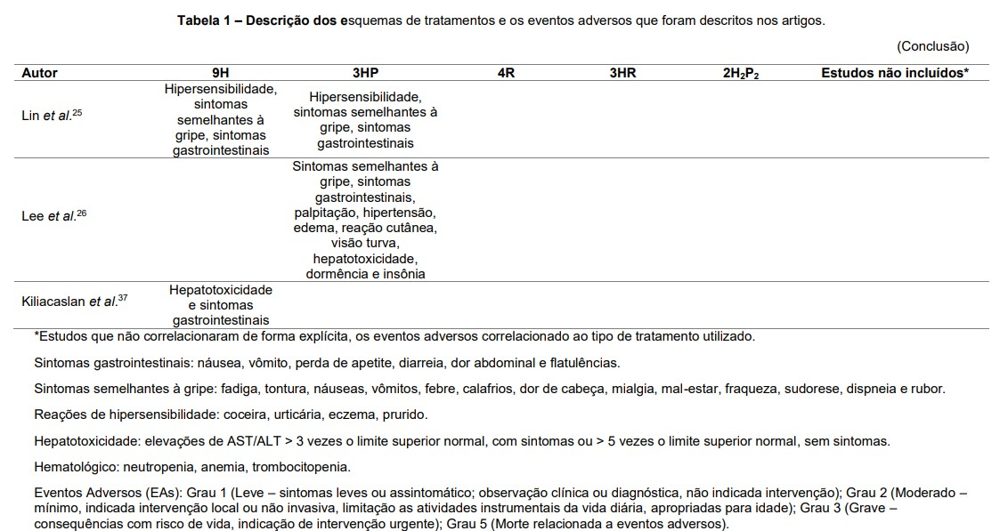 Tabela 1 – Descrição dos esquemas de tratamentos e os eventos adversos que foram descritos nos artigos.
(Conclusão)
Autor 9H 3HP 4R 3HR 2H₂P₂ Estudos não incluídos*
Lin et al.²⁵
Hipersensibilidade,
sintomas
semelhantes à
gripe, sintomas
gastrointestinais
Hipersensibilidade,
sintomas semelhantes à
gripe, sintomas
gastrointestinais
Lee et al.²⁶
Sintomas semelhantes à
gripe, sintomas
gastrointestinais,
palpitação, hipertensão,
edema, reação cutânea,
visão turva,
hepatotoxicidade,
dormência e insônia
Kiliacaslan et al.³⁷
Hepatotoxicidade
e sintomas
gastrointestinais
*Estudos que não correlacionaram de forma explícita, os eventos adversos correlacionado ao tipo de tratamento utilizado.
Sintomas gastrointestinais: náusea, vômito, perda de apetite, diarreia, dor abdominal e flatulências.
Sintomas semelhantes à gripe: fadiga, tontura, náuseas, vômitos, febre, calafrios, dor de cabeça, mialgia, mal-estar, fraqueza, sudorese, dispneia e rubor.
Reações de hipersensibilidade: coceira, urticária, eczema, prurido.
Hepatotoxicidade: elevações de AST/ALT > 3 vezes o limite superior normal, com sintomas ou > 5 vezes o limite superior normal, sem sintomas.
Hematológico: neutropenia, anemia, trombocitopenia.
Eventos Adversos (EAs): Grau 1 (Leve – sintomas leves ou assintomático; observação clínica ou diagnóstica, não indicada intervenção); Grau 2 (Moderado –
mínimo, indicada intervenção local ou não invasiva, limitação as atividades instrumentais da vida diária, apropriadas para idade); Grau 3 (Grave –
consequências com risco de vida, indicação de intervenção urgente); Grau 5 (Morte relacionada a eventos adversos).